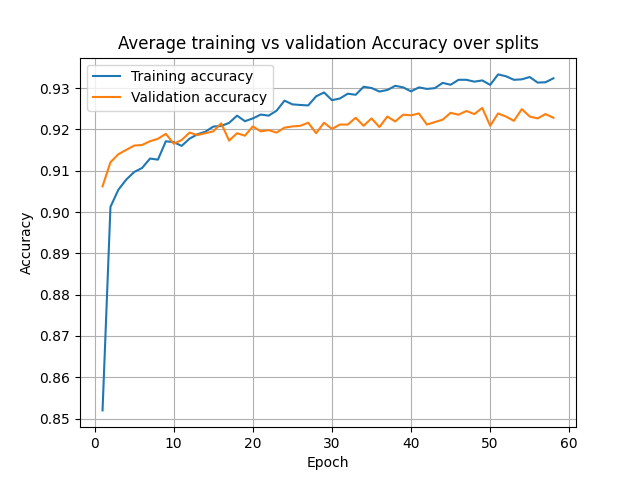 Average training vs validation Accuracy over splits
Training accuracy
Validation accuracy
0.93
0.92
0.91
0.90
0.89
0.88
0.87
0.86
0.85
Accuracy
0 10 20 30 40 50 60
Epoch